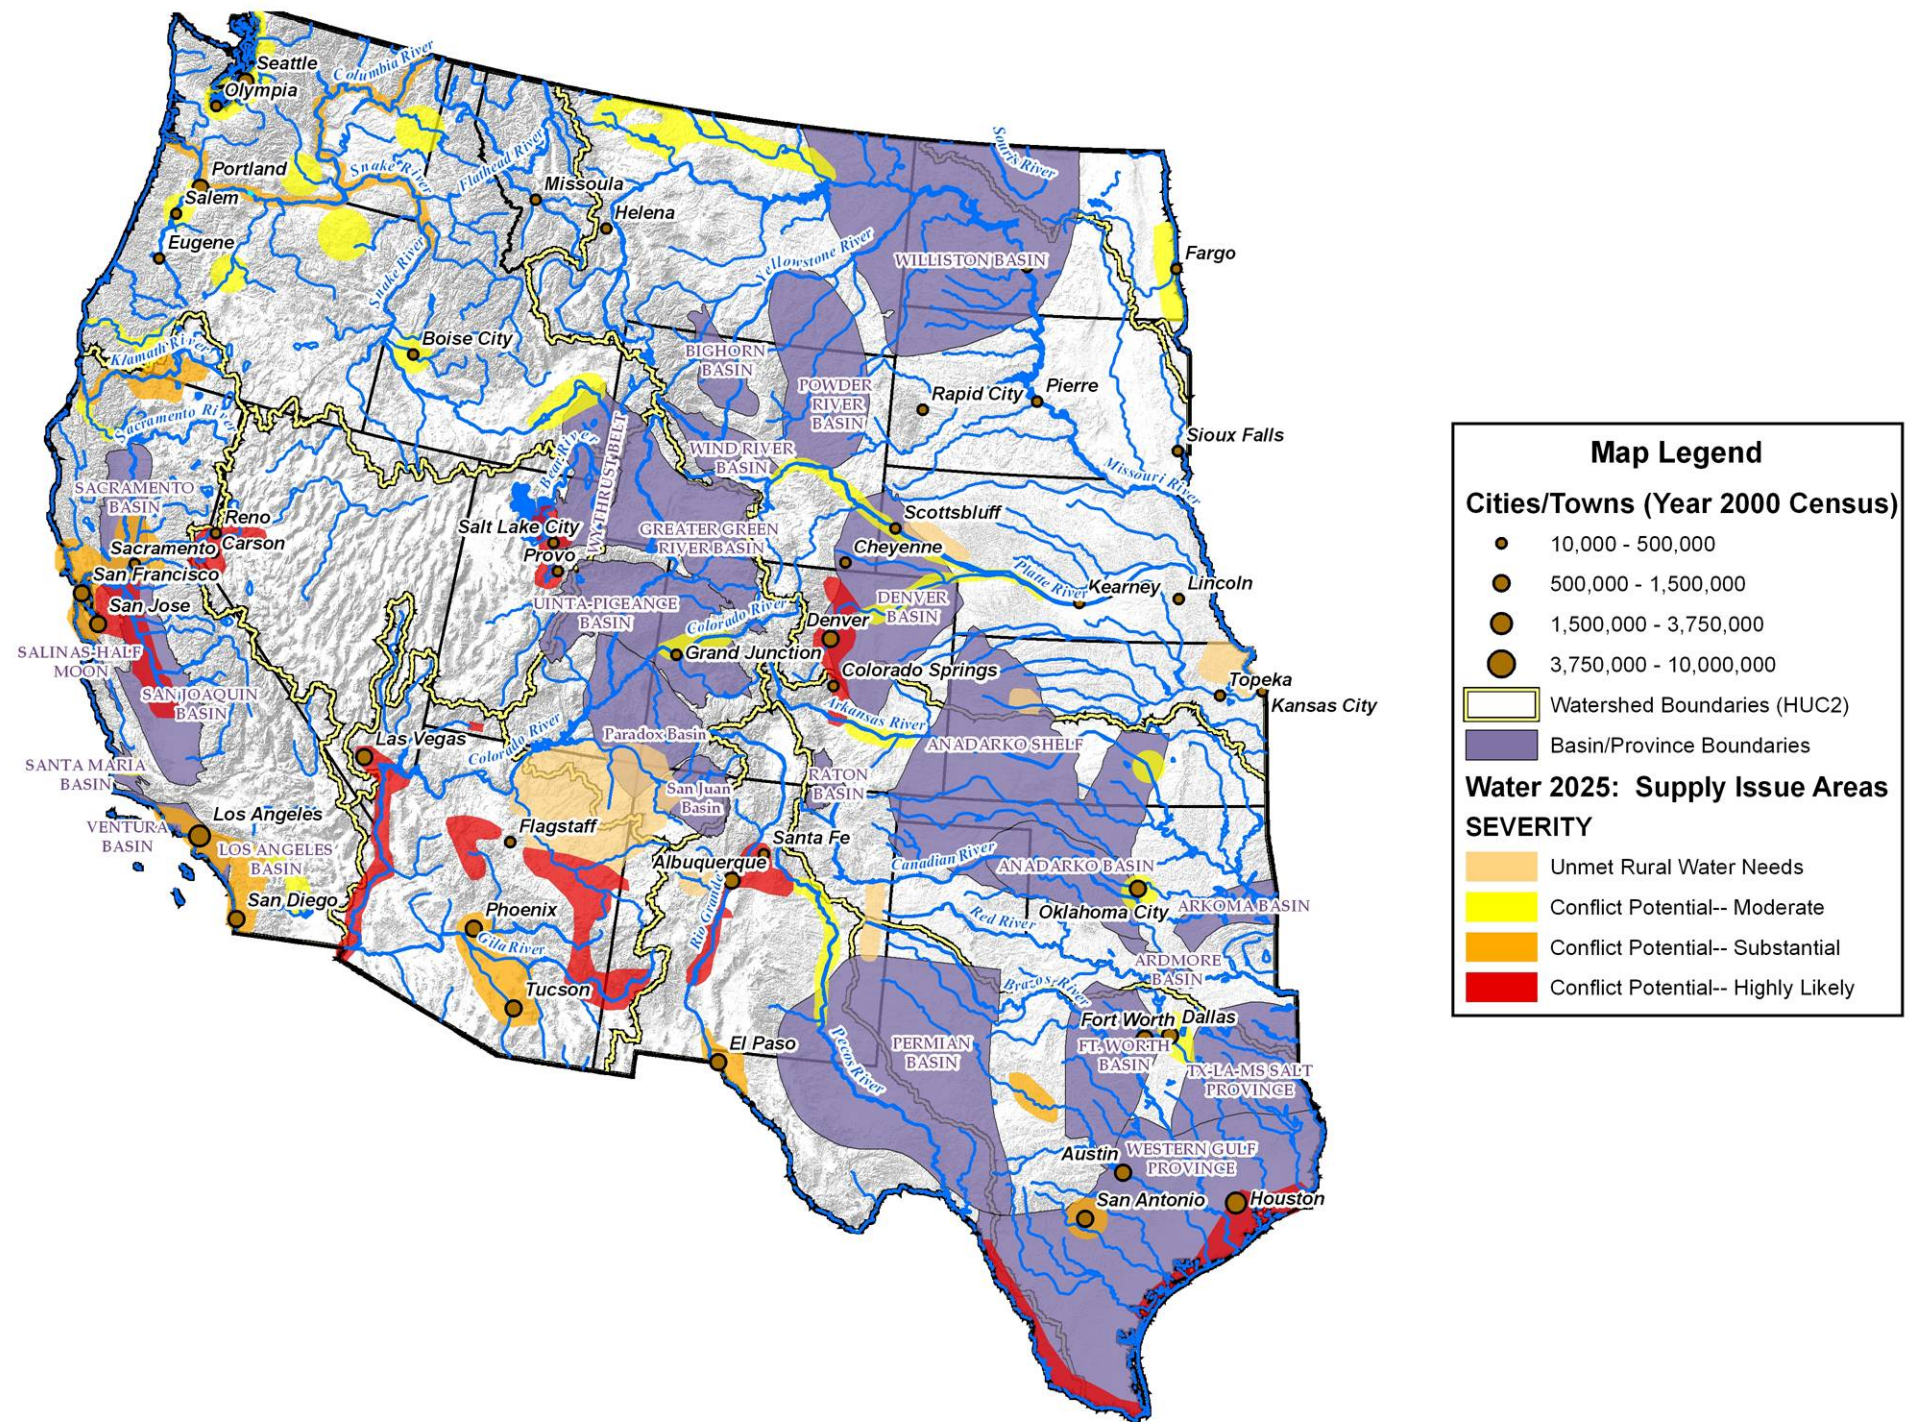 Seattle
Columbia River
Olympia
Souris River
Portland
Snake River
Flathead River
Missoula
Salem
Helena
Eugene
Snake River
Yellowstone River
WILLISTON BASIN
Fargo
Klamath River
Boise City
BIGHORN
BASIN
POWDER
RIVER
BASIN
Rapid City
Pierre
Sacramento River
Bear River
WY THRUST BELT
WIND RIVER
BASIN
Sioux Falls
Missouri River
SACRAMENTO
BASIN
Reno
Carson
Salt Lake City
GREATER GREEN
RIVER BASIN
Scottsbluff
Sacramento
Provo
Cheyenne
San Francisco
Platte River
Kearney
Lincoln
San Jose
UINTA-PICEANCE
BASIN
Colorado River
DENVER
BASIN
Denver
SALINAS-HALF
MOON
Grand Junction
Colorado Springs
Topeka
SAN JOAQUIN
BASIN
Kansas City
Arkansas River
Las Vegas
Colorado River
Paradox Basin
ANADARKO SHELF
SANTA MARIA
BASIN
San Juan
Basin
RATON
BASIN
Los Angeles
VENTURA
BASIN
LOS ANGELES
BASIN
Flagstaff
Santa Fe
Albuquerque
Canadian River
ANADARKO BASIN
San Diego
Phoenix
Rio Grande
Red River
Oklahoma City
ARKOMA BASIN
Gila River
ARDMORE
BASIN
Tucson
Brazos River
Fort Worth
Dallas
El Paso
Pecos River
PERMIAN
BASIN
FT. WORTH
BASIN
TX-LA-MS SALT
PROVINCE
Austin
WESTERN GULF
PROVINCE
San Antonio
Houston
Map Legend
Cities/Towns (Year 2000 Census)
10,000 - 500,000
500,000 - 1,500,000
1,500,000 - 3,750,000
3,750,000 - 10,000,000
Watershed Boundaries (HUC2)
Basin/Province Boundaries
Water 2025: Supply Issue Areas
SEVERITY
Unmet Rural Water Needs
Conflict Potential-- Moderate
Conflict Potential-- Substantial
Conflict Potential-- Highly Likely